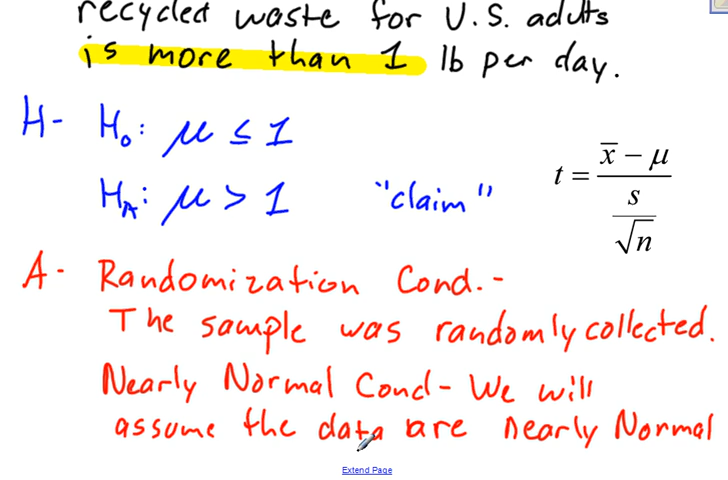 recycled waste for U.S. adults
is more than 1 lb per day.
H- H₀: μ ≤ 1
H_A: μ > 1 "claim"
t = (x̄ − μ) / (s / √n)
A- Randomization Cond.-
The sample was randomly collected.
Nearly Normal Cond- We will
assume the data are nearly Normal
Extend Page